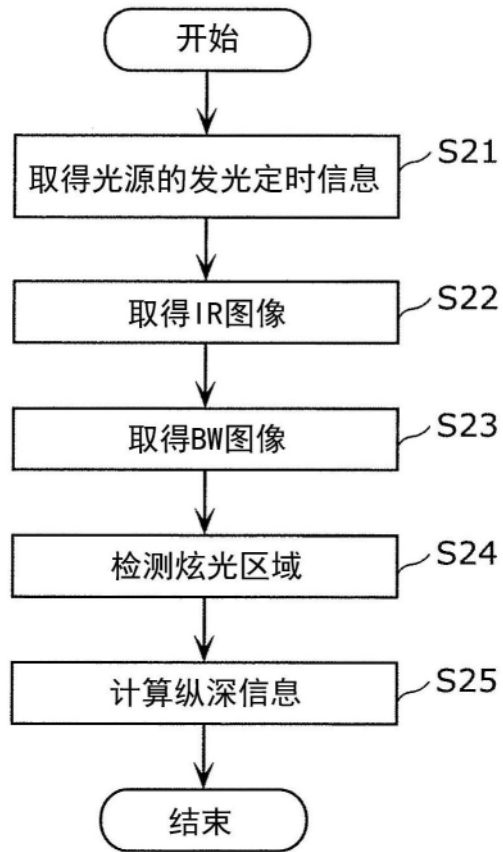 开始
取得光源的发光定时信息
S21
取得IR图像
S22
取得BW图像
S23
检测炫光区域
S24
计算纵深信息
S25
结束